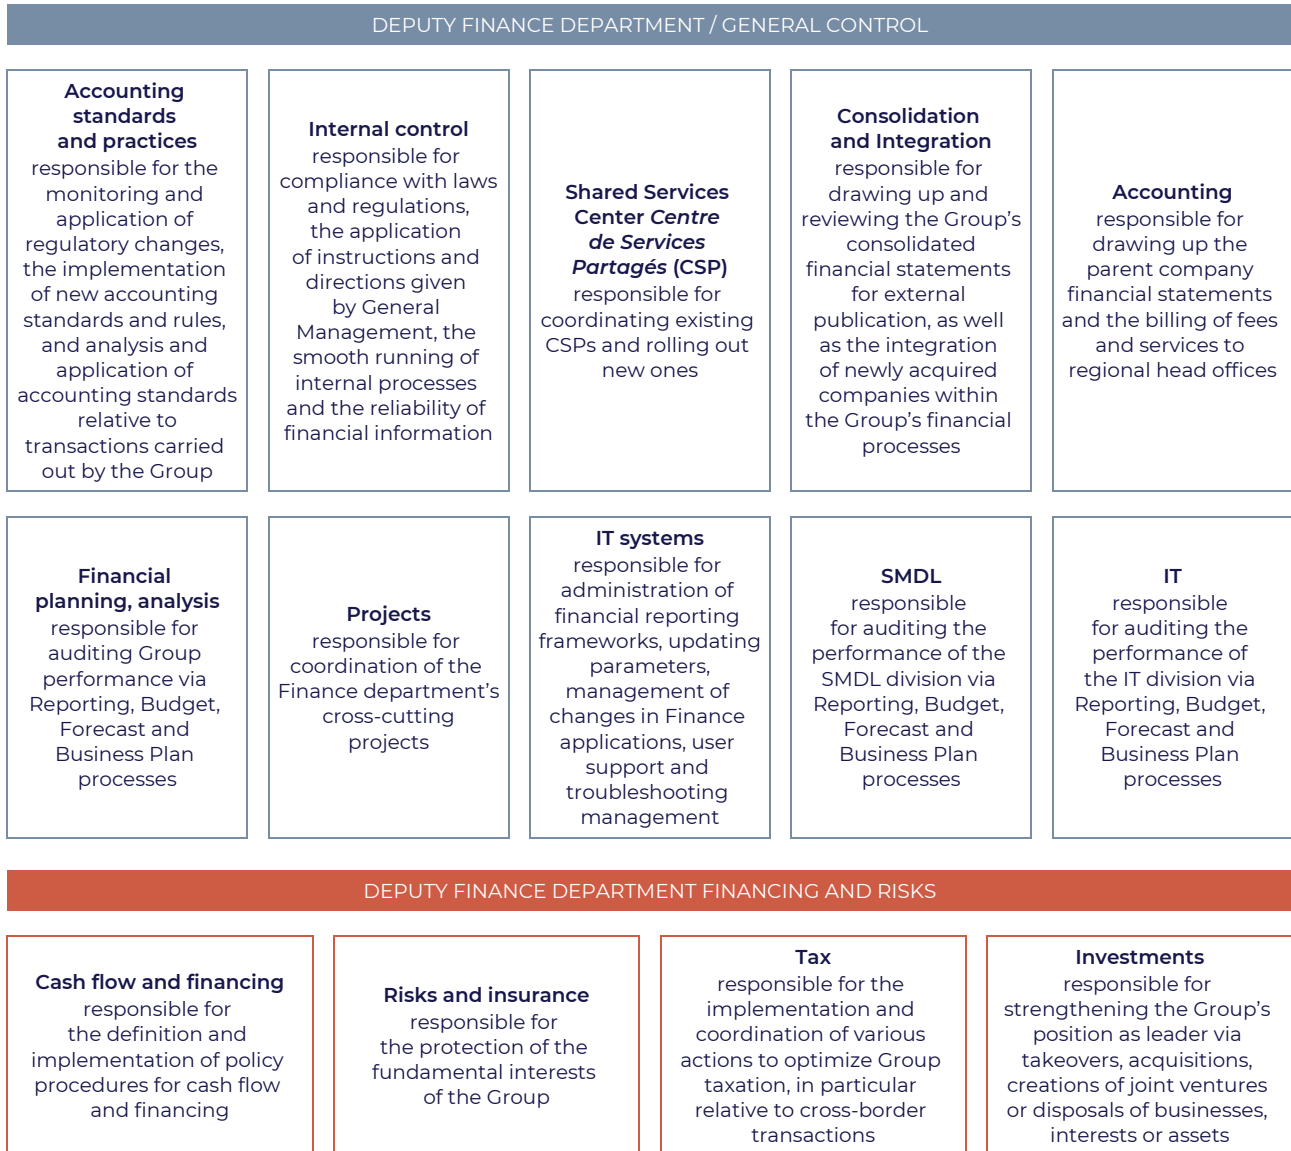 DEPUTY FINANCE DEPARTMENT / GENERAL CONTROL
Accounting
standards
and practices
responsible for the
monitoring and
application of
regulatory changes,
the implementation
of new accounting
standards and rules,
and analysis and
application of
accounting standards
relative to
transactions carried
out by the Group
Internal control
responsible for
compliance with laws
and regulations,
the application
of instructions and
directions given
by General
Management, the
smooth running of
internal processes
and the reliability of
financial information
Shared Services
Center Centre
de Services
Partagés (CSP)
responsible for
coordinating existing
CSPs and rolling out
new ones
Consolidation
and Integration
responsible for
drawing up and
reviewing the Group’s
consolidated
financial statements
for external
publication, as well
as the integration
of newly acquired
companies within
the Group’s financial
processes
Accounting
responsible for
drawing up the
parent company
financial statements
and the billing of fees
and services to
regional head offices
Financial
planning, analysis
responsible for
auditing Group
performance via
Reporting, Budget,
Forecast and
Business Plan
processes
Projects
responsible for
coordination of the
Finance department’s
cross-cutting
projects
IT systems
responsible for
administration of
financial reporting
frameworks, updating
parameters,
management of
changes in Finance
applications, user
support and
troubleshooting
management
SMDL
responsible
for auditing the
performance of the
SMDL division via
Reporting, Budget,
Forecast and
Business Plan
processes
IT
responsible
for auditing the
performance of
the IT division via
Reporting, Budget,
Forecast and
Business Plan
processes
DEPUTY FINANCE DEPARTMENT FINANCING AND RISKS
Cash flow and financing
responsible for
the definition and
implementation of policy
procedures for cash flow
and financing
Risks and insurance
responsible for
the protection of the
fundamental interests
of the Group
Tax
responsible for the
implementation and
coordination of various
actions to optimize Group
taxation, in particular
relative to cross-border
transactions
Investments
responsible for
strengthening the Group’s
position as leader via
takeovers, acquisitions,
creations of joint ventures
or disposals of businesses,
interests or assets